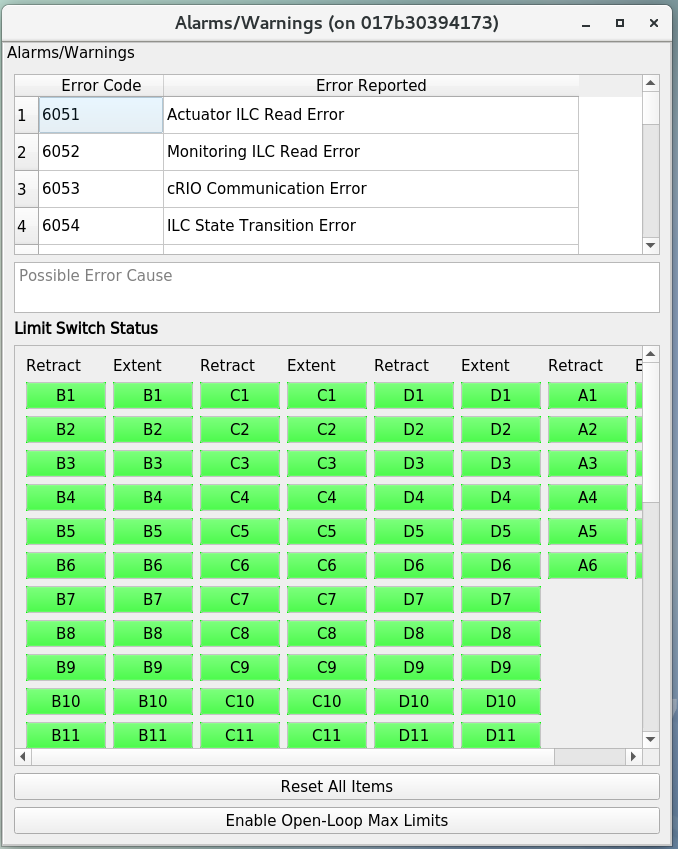 Alarms/Warnings (on 017b30394173)
Alarms/Warnings
Error Code Error Reported
1 6051 Actuator ILC Read Error
2 6052 Monitoring ILC Read Error
3 6053 cRIO Communication Error
4 6054 ILC State Transition Error
Possible Error Cause
Limit Switch Status
Retract Extent Retract Extent Retract Extent Retract
B1 B1 C1 C1 D1 D1 A1
B2 B2 C2 C2 D2 D2 A2
B3 B3 C3 C3 D3 D3 A3
B4 B4 C4 C4 D4 D4 A4
B5 B5 C5 C5 D5 D5 A5
B6 B6 C6 C6 D6 D6 A6
B7 B7 C7 C7 D7 D7
B8 B8 C8 C8 D8 D8
B9 B9 C9 C9 D9 D9
B10 B10 C10 C10 D10 D10
B11 B11 C11 C11 D11 D11
Reset All Items
Enable Open-Loop Max Limits